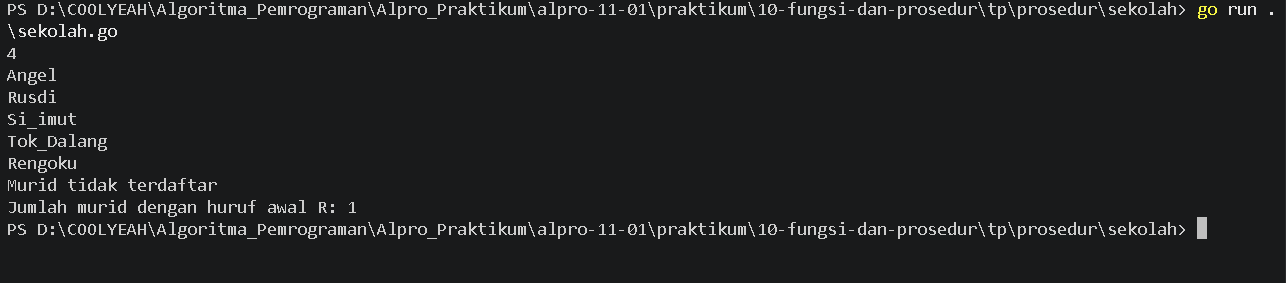 PS D:\COOLYEAH\Algoritma_Pemrograman\Alpro_Praktikum\alpro-11-01\praktikum\10-fungsi-dan-prosedur\tp\prosedur\sekolah> go run .
\sekolah.go
4
Angel
Rusdi
Si_imut
Tok_Dalang
Rengoku
Murid tidak terdaftar
Jumlah murid dengan huruf awal R: 1
PS D:\COOLYEAH\Algoritma_Pemrograman\Alpro_Praktikum\alpro-11-01\praktikum\10-fungsi-dan-prosedur\tp\prosedur\sekolah>